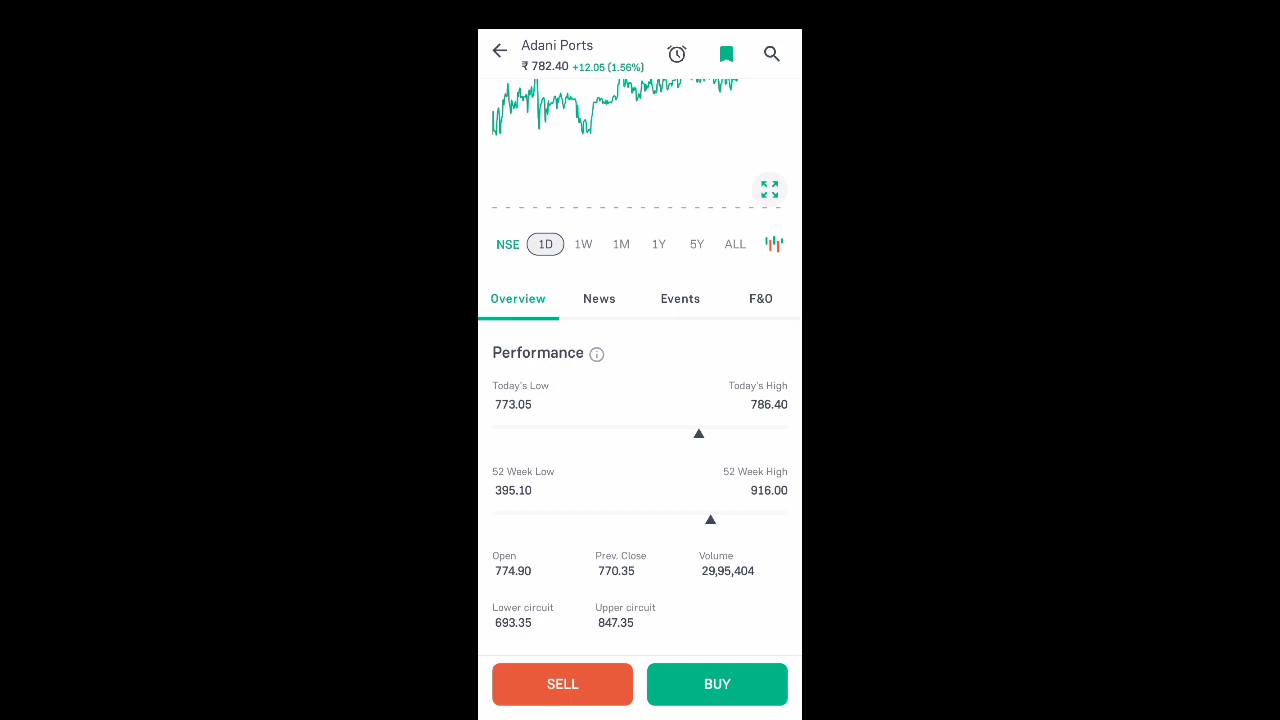 Adani Ports
₹ 782.40 +12.05 (1.56%)
NSE 1D 1W 1M 1Y 5Y ALL
Overview News Events F&O
Performance
Today's Low Today's High
773.05 786.40
52 Week Low 52 Week High
395.10 916.00
Open Prev. Close Volume
774.90 770.35 29,95,404
Lower circuit Upper circuit
693.35 847.35
SELL BUY